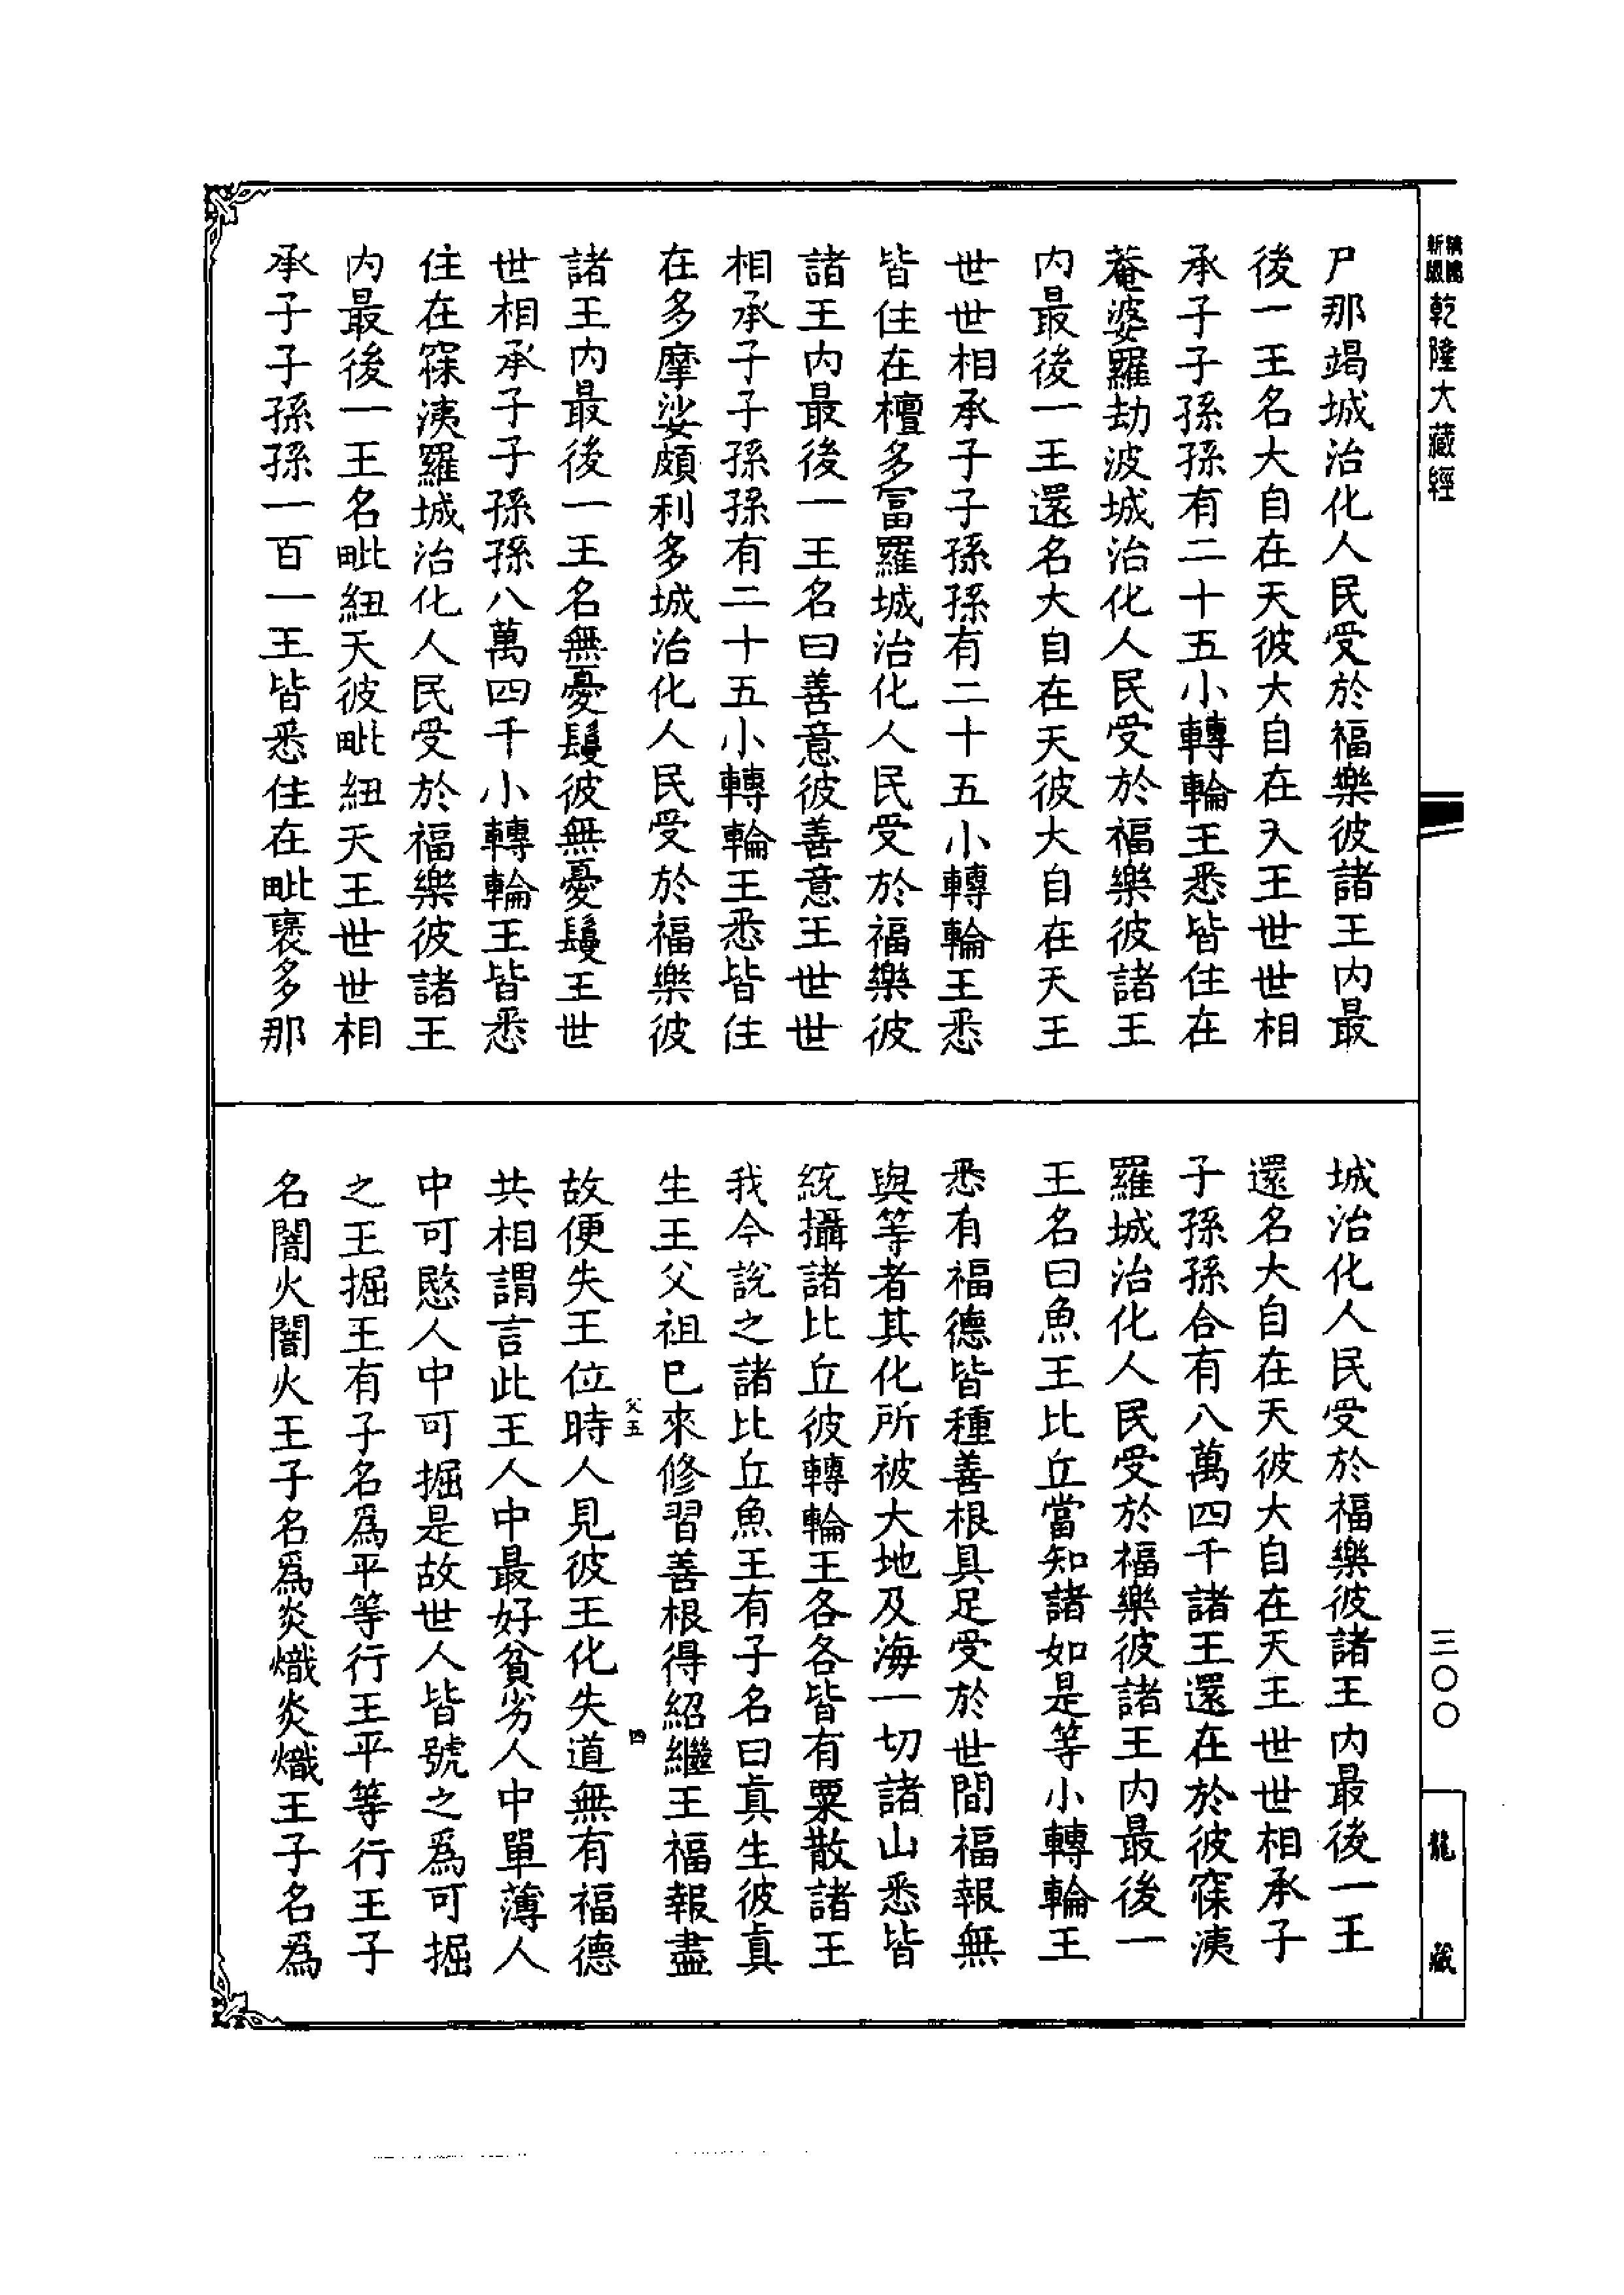 尸那竭城治化人民受於福樂彼諸王内最
後一王名大自在天彼大自在天王世世相
承子子孫孫有二十五小轉輪王悉皆住在
菴婆羅劫波城治化人民受於福樂彼諸王
内最後一王還名大自在天彼大自在天王
世世相承子子孫孫有二十五小轉輪王悉
皆住在檀多富羅城治化人民受於福樂彼
諸王内最後一王名曰善意彼善意王世世
相承子子孫孫有二十五小轉輪王悉皆住
在多摩娑頗利多城治化人民受於福樂彼
諸王内最後一王名無憂鬘彼無憂鬘王世
世相承子子孫孫八萬四千小轉輪王皆悉
住在寐洟羅城治化人民受於福樂彼諸王
内最後一王名毗紐天彼毗紐天王世世相
承子子孫孫一百一王皆悉住在毗褒多那
城治化人民受於福樂彼諸王内最後一王
還名大自在天彼大自在天王世世相承子
子孫孫合有八萬四千諸王還在於彼寐洟
羅城治化人民受於福樂彼諸王内最後一
王名曰魚王比丘當知諸如是等小轉輪王
悉有福德皆種善根具足受於世間福報無
與等者其化所被大地及海一切諸山悉皆
統攝諸比丘彼轉輪王各各皆有粟散諸王
我今說之諸比丘魚王有子名曰真生彼真
生王父祖已來修習善根得紹繼王福報盡
父五
四
故便失王位時人見彼王化失道無有福德
共相謂言此王人中最好貧劣人中單薄人
中可愍人中可掘是故世人皆號之爲可掘
之王掘王有子名爲平等行王平等行王子
名闇火闇火王子名爲炎熾炎熾王子名爲
乾隆大藏經
三〇〇
龍藏